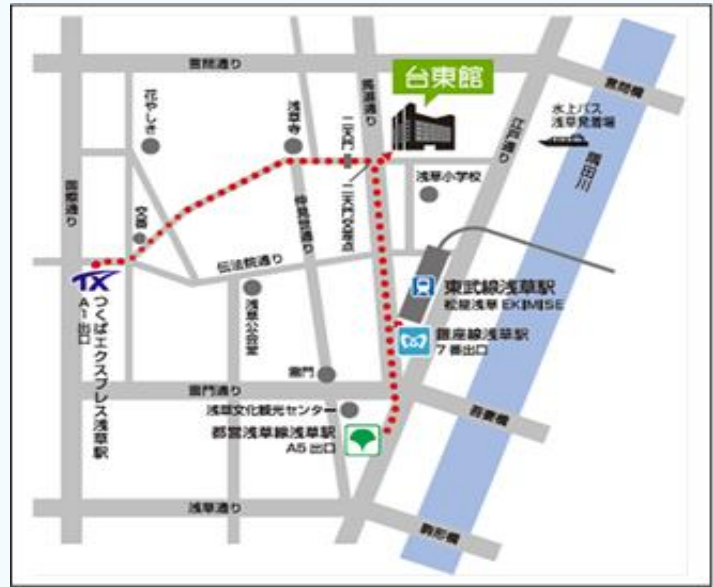 言問通り
台東館
馬道通り
言問橋
花やしき
浅草寺
二天門
江戸通り
水上バス
浅草発着場
隅田川
国際通り
浅草小学校
交番
仲見世通り
二天門交差点
伝法院通り
TX
A1出口
つくばエクスプレス浅草駅
浅草公会堂
東武線浅草駅
松屋浅草 EKIMISE
銀座線浅草駅
7番出口
雷門
雷門通り
浅草文化観光センター
吾妻橋
都営浅草線浅草駅
A5出口
浅草通り
駒形橋